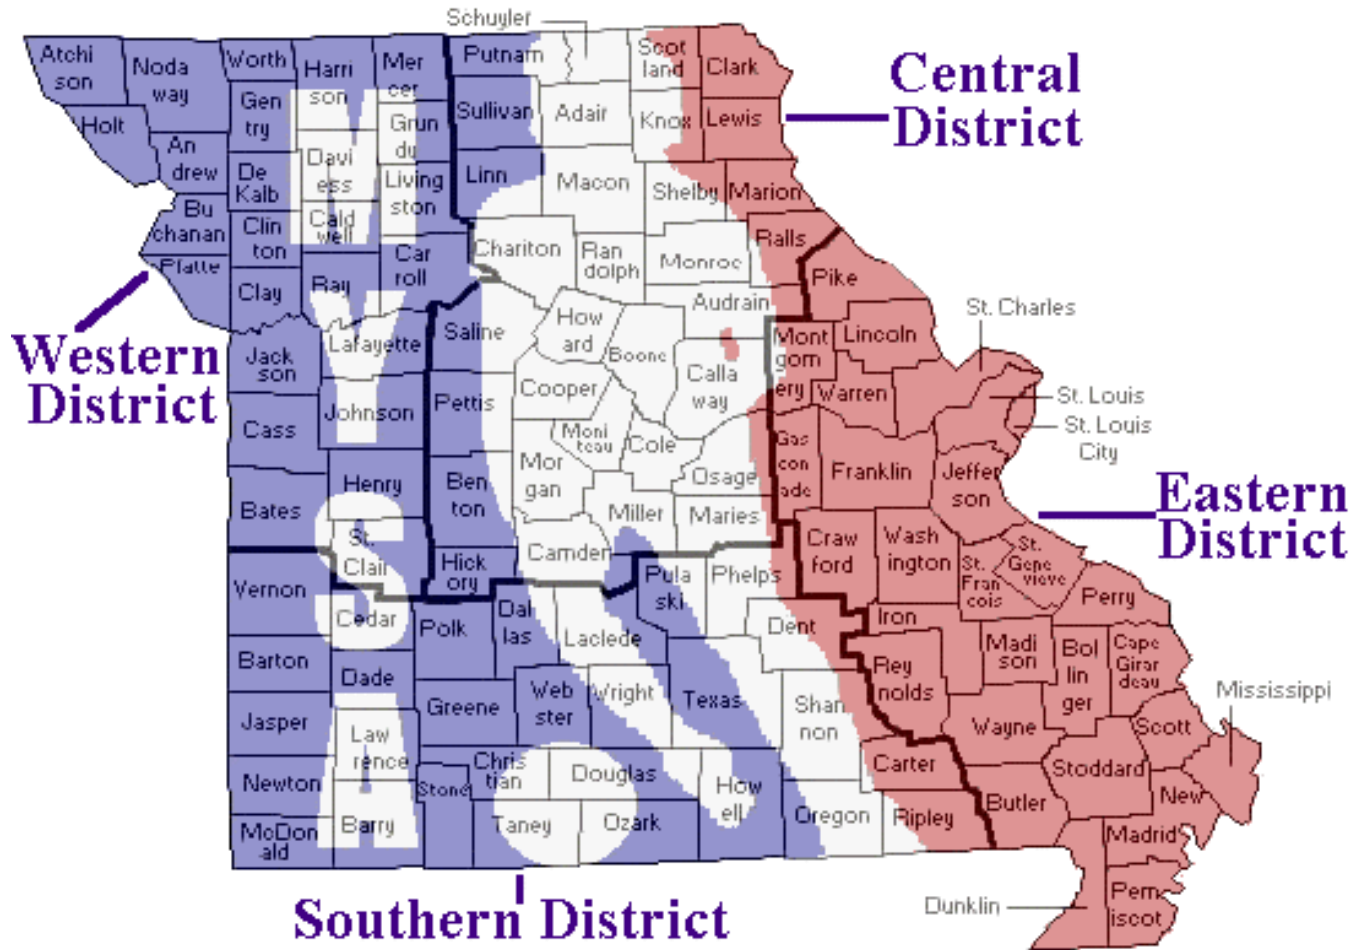 Schuyler
Atchi
son
Noda
way
Worth
Harri
son
Mer
cer
Putnam
Scot
land
Clark
Central
District
Gen
try
Sullivan
Adair
Knox
Lewis
Holt
Grun
dy
An
drew
De
Kalb
Davi
ess
Living
ston
Linn
Macon
Shelby
Marion
Bu
chanan
Clin
ton
Cald
well
Car
roll
Chariton
Ran
dolph
Monroe
Ralls
Platte
Clay
Ray
Audrain
Pike
St. Charles
Western
District
Jack
son
Lafayette
Saline
How
ard
Boone
Calla
way
Mont
gom
ery
Lincoln
Warren
St. Louis
St. Louis
City
Cass
Johnson
Pettis
Cooper
Moni
teau
Cole
Osage
Gas
con
ade
Franklin
Jeffer
son
Eastern
District
Bates
Henry
Ben
ton
Mor
gan
Miller
Maries
Craw
ford
Wash
ington
St.
Gene
vieve
St.
Fran
cois
Perry
St.
Clair
Hick
ory
Camden
Pula
ski
Phelps
Vernon
Cedar
Polk
Dal
las
Laclede
Dent
Iron
Madi
son
Bol
lin
ger
Cape
Girar
deau
Barton
Dade
Greene
Web
ster
Wright
Texas
Shan
non
Rey
nolds
Wayne
Scott
Mississippi
Jasper
Law
rence
Chris
tian
Douglas
How
ell
Carter
Stoddard
New
Madrid
Newton
Stone
Taney
Ozark
Oregon
Ripley
Butler
McDon
ald
Barry
Dunklin
Pem
iscot
Southern District
M
Y
S
A
O